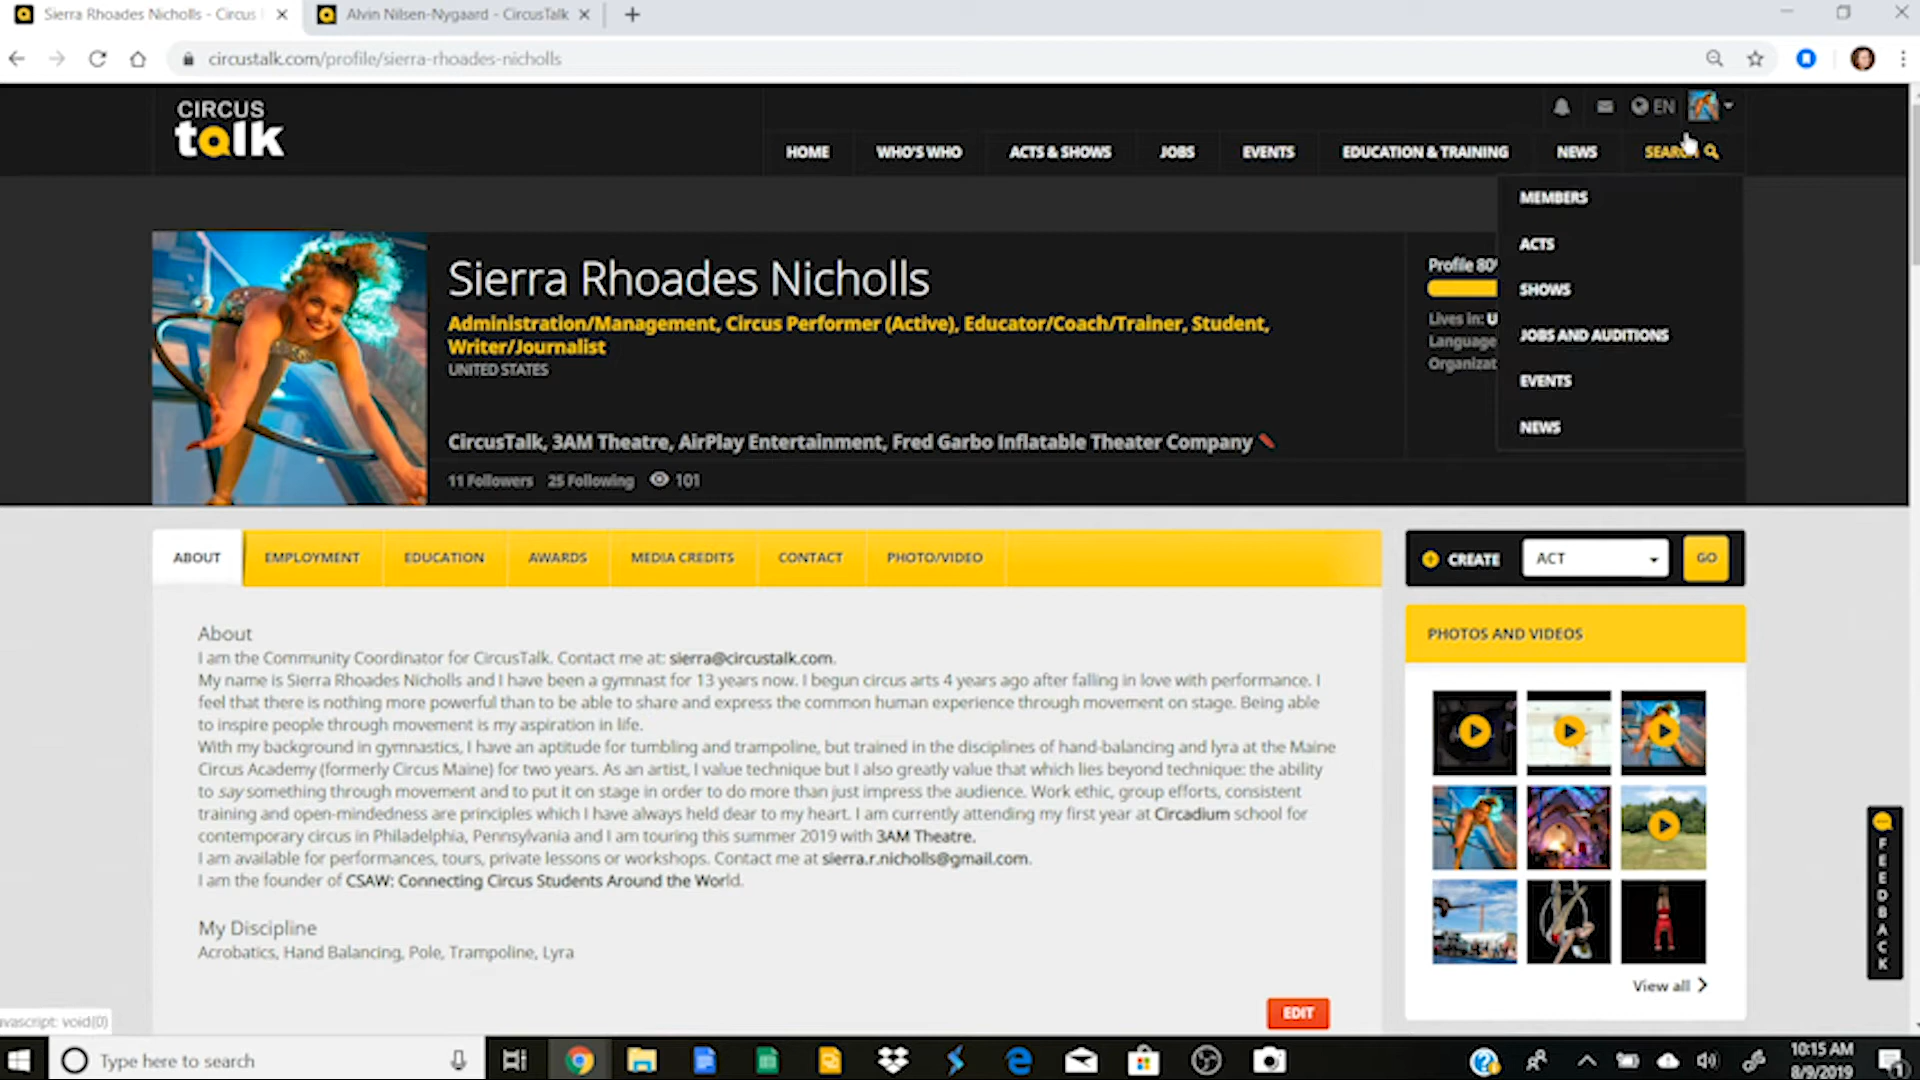 Sierra Rhoades Nicholls - Circus
Alvin Nilsen-Nygaard - CircusTalk
circustalk.com/profile/sierra-rhoades-nicholls
CIRCUS
talk
EN
HOME
WHO'S WHO
ACTS & SHOWS
JOBS
EVENTS
EDUCATION & TRAINING
NEWS
SEARCH
MEMBERS
ACTS
SHOWS
JOBS AND AUDITIONS
EVENTS
NEWS
Sierra Rhoades Nicholls
Administration/Management, Circus Performer (Active), Educator/Coach/Trainer, Student,
Writer/Journalist
UNITED STATES
CircusTalk, 3AM Theatre, AirPlay Entertainment, Fred Garbo Inflatable Theater Company
11 Followers 25 Following 101
Profile 80
Lives in: U
Language
Organizat
ABOUT
EMPLOYMENT
EDUCATION
AWARDS
MEDIA CREDITS
CONTACT
PHOTO/VIDEO
CREATE
ACT
GO
About
I am the Community Coordinator for CircusTalk. Contact me at: sierra@circustalk.com.
My name is Sierra Rhoades Nicholls and I have been a gymnast for 13 years now. I begun circus arts 4 years ago after falling in love with performance. I
feel that there is nothing more powerful than to be able to share and express the common human experience through movement on stage. Being able
to inspire people through movement is my aspiration in life.
With my background in gymnastics, I have an aptitude for tumbling and trampoline, but trained in the disciplines of hand-balancing and lyra at the Maine
Circus Academy (formerly Circus Maine) for two years. As an artist, I value technique but I also greatly value that which lies beyond technique: the ability
to say something through movement and to put it on stage in order to do more than just impress the audience. Work ethic, group efforts, consistent
training and open-mindedness are principles which I have always held dear to my heart. I am currently attending my first year at Circadium school for
contemporary circus in Philadelphia, Pennsylvania and I am touring this summer 2019 with 3AM Theatre.
I am available for performances, tours, private lessons or workshops. Contact me at sierra.r.nicholls@gmail.com.
I am the founder of CSAW: Connecting Circus Students Around the World.
My Discipline
Acrobatics, Hand Balancing, Pole, Trampoline, Lyra
EDIT
PHOTOS AND VIDEOS
View all
FEEDBACK
avascript: void(0)
Type here to search
10:15 AM
8/9/2019
1